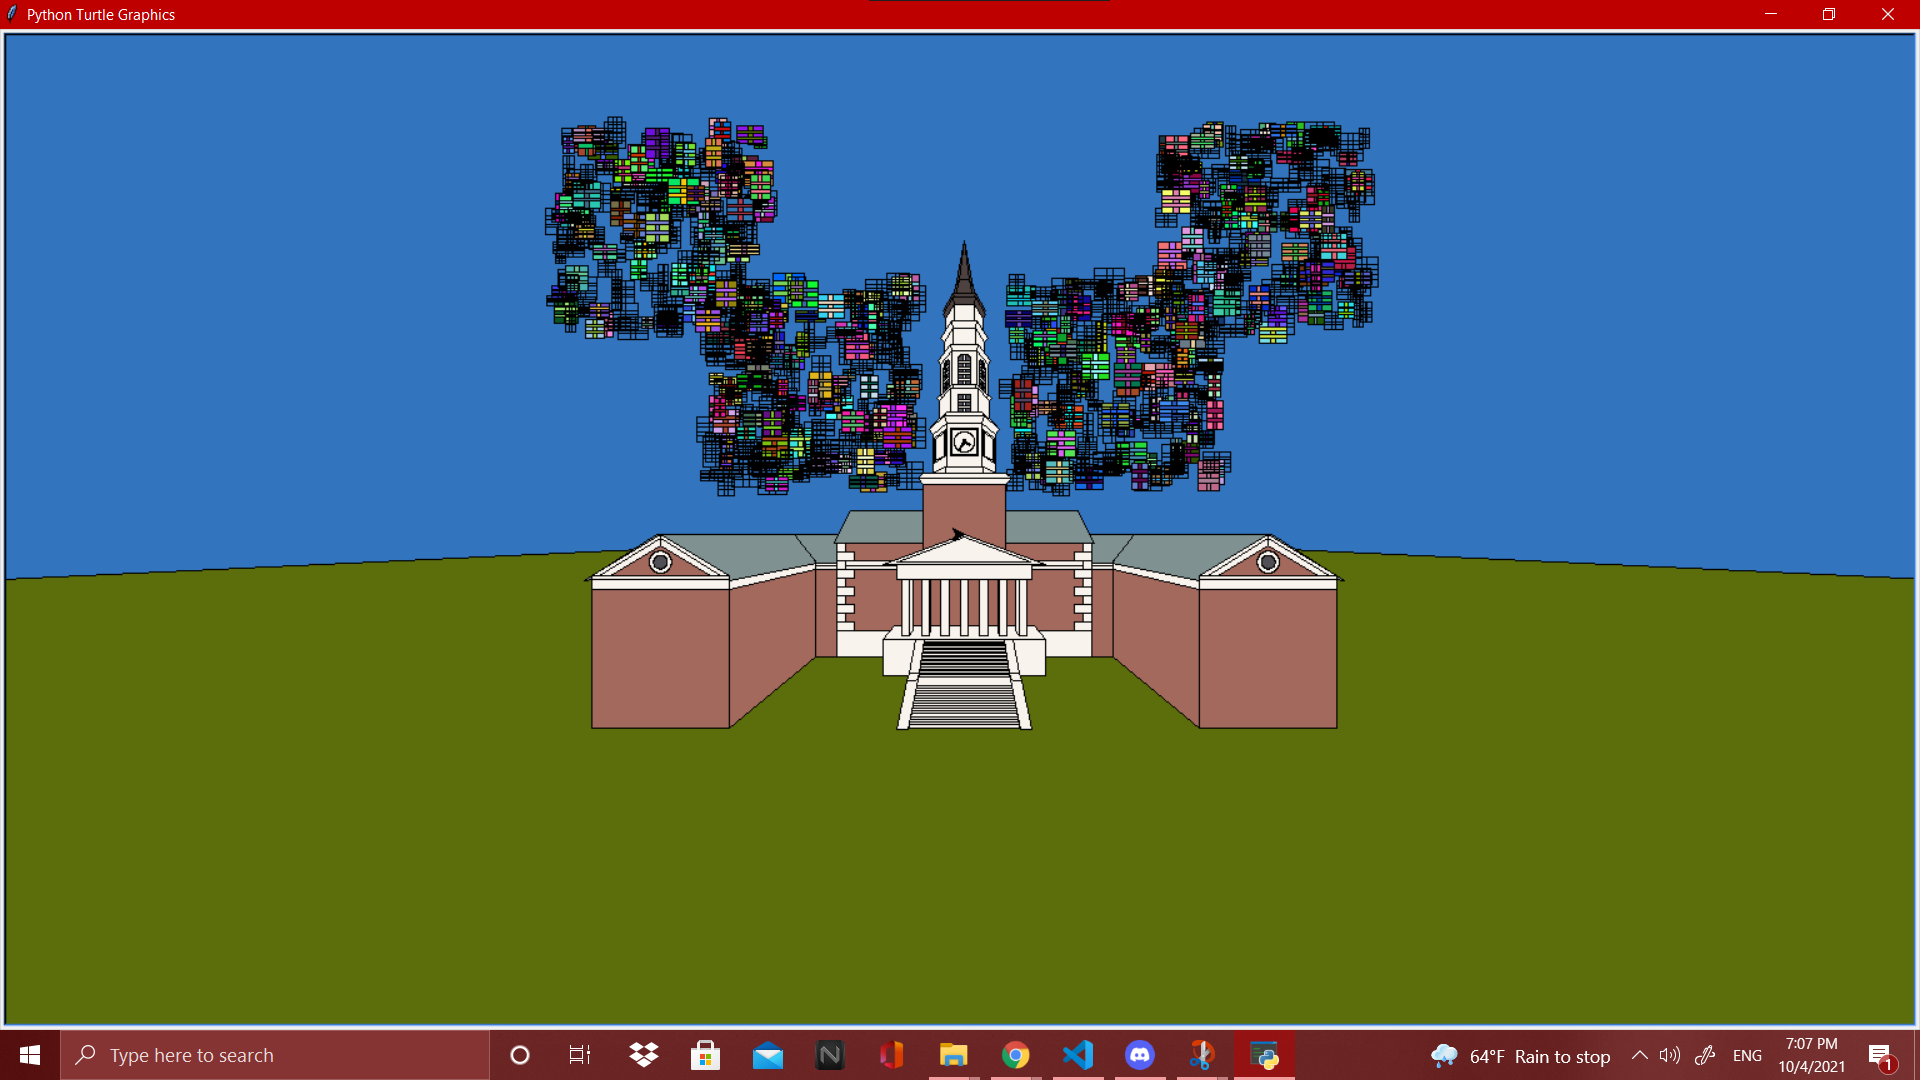 Python Turtle Graphics
Type here to search
N
64°F Rain to stop
ENG
7:07 PM
10/4/2021
1